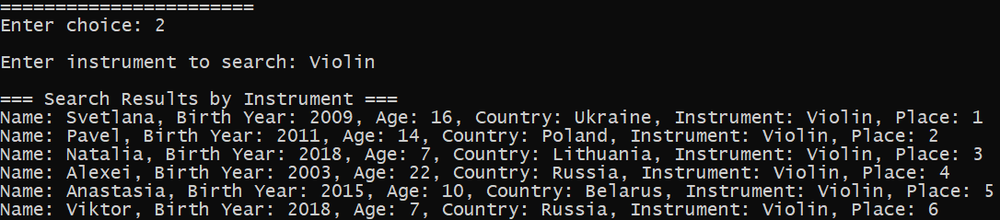 =======================
Enter choice: 2
Enter instrument to search: Violin
=== Search Results by Instrument ===
Name: Svetlana, Birth Year: 2009, Age: 16, Country: Ukraine, Instrument: Violin, Place: 1
Name: Pavel, Birth Year: 2011, Age: 14, Country: Poland, Instrument: Violin, Place: 2
Name: Natalia, Birth Year: 2018, Age: 7, Country: Lithuania, Instrument: Violin, Place: 3
Name: Alexei, Birth Year: 2003, Age: 22, Country: Russia, Instrument: Violin, Place: 4
Name: Anastasia, Birth Year: 2015, Age: 10, Country: Belarus, Instrument: Violin, Place: 5
Name: Viktor, Birth Year: 2018, Age: 7, Country: Russia, Instrument: Violin, Place: 6